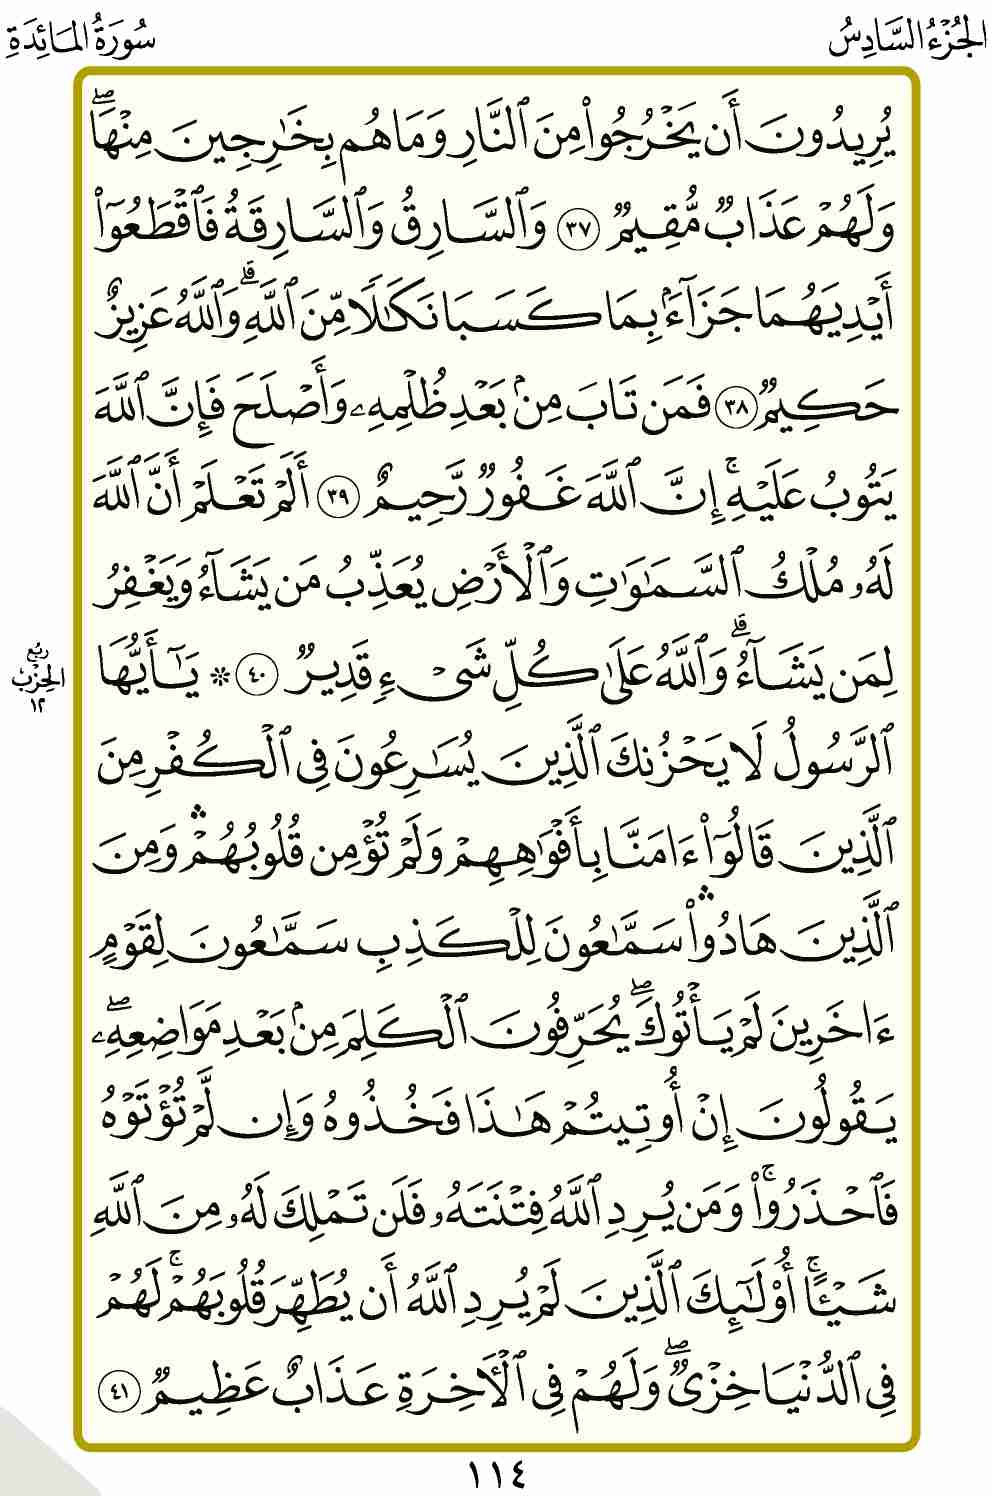 الجُزْءُ السَّادِسُ
سُورَةُ المَائِدَةِ
يُرِيدُونَ أَن يَخْرُجُوا۟ مِنَ ٱلنَّارِ وَمَا هُم بِخَـٰرِجِينَ مِنْهَا ۖ
وَلَهُمْ عَذَابٌ مُّقِيمٌ ٣٧ وَٱلسَّارِقُ وَٱلسَّارِقَةُ فَٱقْطَعُوٓا۟
أَيْدِيَهُمَا جَزَآءًۢ بِمَا كَسَبَا نَكَـٰلًا مِّنَ ٱللَّهِ ۗ وَٱللَّهُ عَزِيزٌ
حَكِيمٌ ٣٨ فَمَن تَابَ مِنۢ بَعْدِ ظُلْمِهِۦ وَأَصْلَحَ فَإِنَّ ٱللَّهَ
يَتُوبُ عَلَيْهِ ۚ إِنَّ ٱللَّهَ غَفُورٌ رَّحِيمٌ ٣٩ أَلَمْ تَعْلَمْ أَنَّ ٱللَّهَ
لَهُۥ مُلْكُ ٱلسَّمَـٰوَٰتِ وَٱلْأَرْضِ يُعَذِّبُ مَن يَشَآءُ وَيَغْفِرُ
لِمَن يَشَآءُ ۗ وَٱللَّهُ عَلَىٰ كُلِّ شَىْءٍ قَدِيرٌ ٤٠ * يَـٰٓأَيُّهَا
ٱلرَّسُولُ لَا يَحْزُنكَ ٱلَّذِينَ يُسَـٰرِعُونَ فِى ٱلْكُفْرِ مِنَ
ٱلَّذِينَ قَالُوٓا۟ ءَامَنَّا بِأَفْوَٰهِهِمْ وَلَمْ تُؤْمِن قُلُوبُهُمْ ۛ وَمِنَ
ٱلَّذِينَ هَادُوا۟ ۛ سَمَّـٰعُونَ لِلْكَذِبِ سَمَّـٰعُونَ لِقَوْمٍ
ءَاخَرِينَ لَمْ يَأْتُوكَ ۖ يُحَرِّفُونَ ٱلْكَلِمَ مِنۢ بَعْدِ مَوَاضِعِهِۦ ۖ
يَقُولُونَ إِنْ أُوتِيتُمْ هَـٰذَا فَخُذُوهُ وَإِن لَّمْ تُؤْتَوْهُ
فَٱحْذَرُوا۟ ۚ وَمَن يُرِدِ ٱللَّهُ فِتْنَتَهُۥ فَلَن تَمْلِكَ لَهُۥ مِنَ ٱللَّهِ
شَيْـًٔا ۚ أُو۟لَـٰٓئِكَ ٱلَّذِينَ لَمْ يُرِدِ ٱللَّهُ أَن يُطَهِّرَ قُلُوبَهُمْ ۚ لَهُمْ
فِى ٱلدُّنْيَا خِزْىٌ ۖ وَلَهُمْ فِى ٱلْـَٔاخِرَةِ عَذَابٌ عَظِيمٌ ٤١
رُبع
الحِزْب
١٢
١١٤